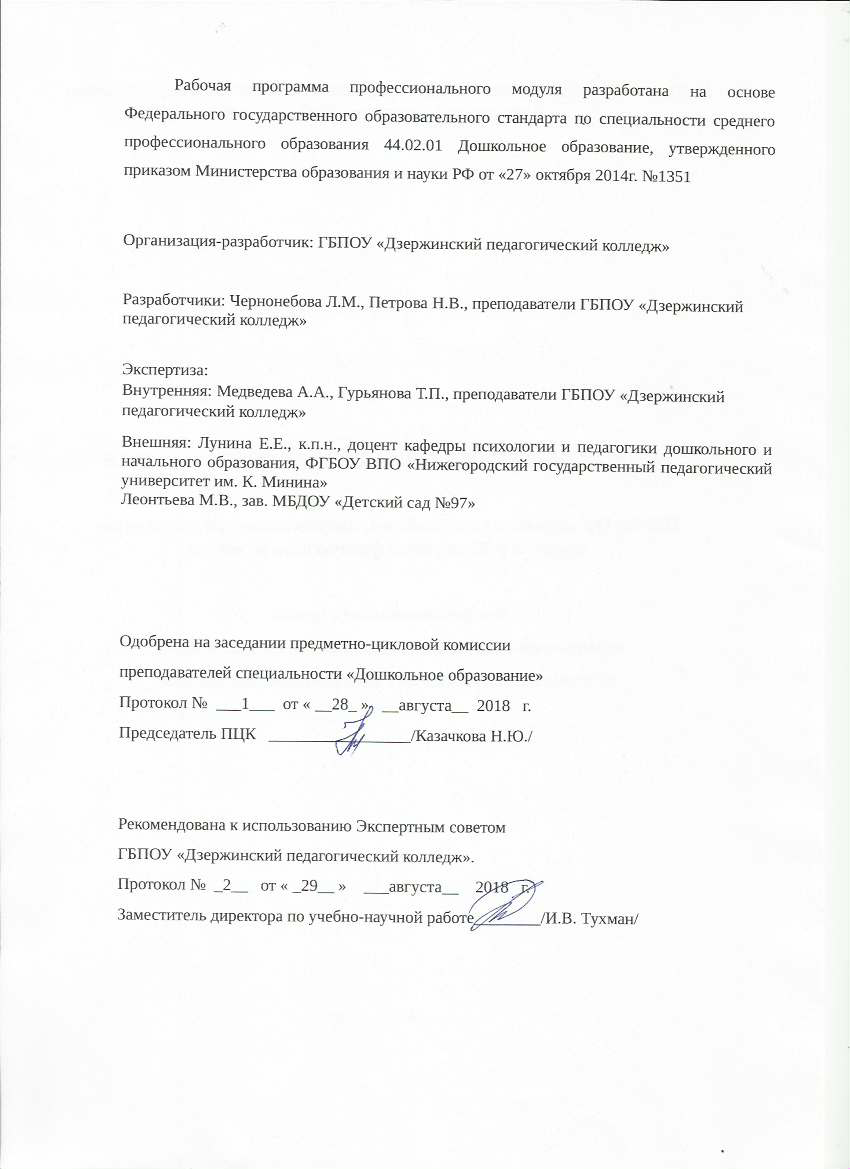 Рабочая программа профессионального модуля разработана на основе
Федерального государственного образовательного стандарта по специальности среднего
профессионального образования 44.02.01 Дошкольное образование, утвержденного
приказом Министерства образования и науки РФ от «27» октября 2014г. №1351
Организация-разработчик: ГБПОУ «Дзержинский педагогический колледж»
Разработчики: Чернонебова Л.М., Петрова Н.В., преподаватели ГБПОУ «Дзержинский
педагогический колледж»
Экспертиза:
Внутренняя: Медведева А.А., Гурьянова Т.П., преподаватели ГБПОУ «Дзержинский
педагогический колледж»
Внешняя: Лунина Е.Е., к.п.н., доцент кафедры психологии и педагогики дошкольного и
начального образования, ФГБОУ ВПО «Нижегородский государственный педагогический
университет им. К. Минина»
Леонтьева М.В., зав. МБДОУ «Детский сад №97»
Одобрена на заседании предметно-цикловой комиссии
преподавателей специальности «Дошкольное образование»
Протокол № ___1___ от « __28_ » __августа__ 2018 г.
Председатель ПЦК _________________/Казачкова Н.Ю./
Рекомендована к использованию Экспертным советом
ГБПОУ «Дзержинский педагогический колледж».
Протокол № _2__ от « _29__ » ___августа__ 2018 г.
Заместитель директора по учебно-научной работе________/И.В. Тухман/